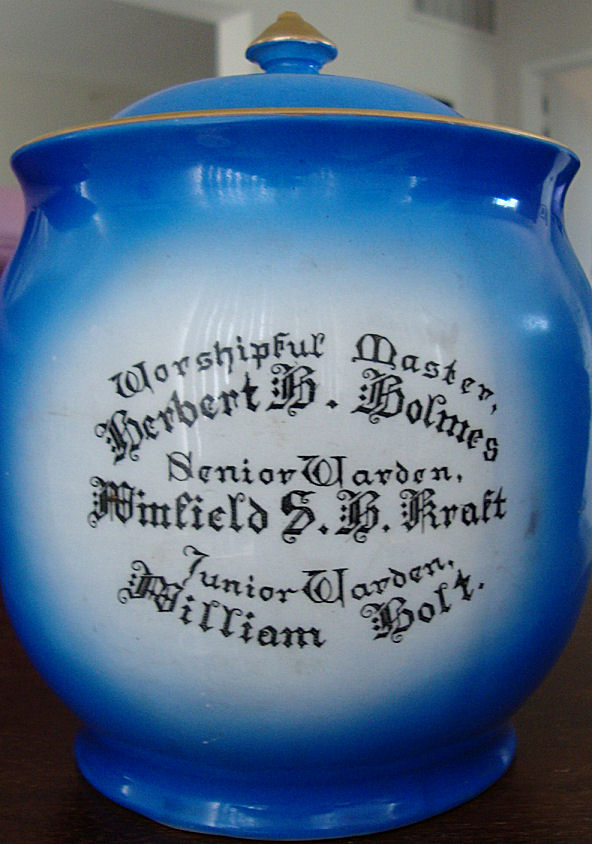 Worshipful Master,
Herbert H. Holmes
Senior Warden,
Winfield S. H. Kraft
Junior Warden,
William Holt.